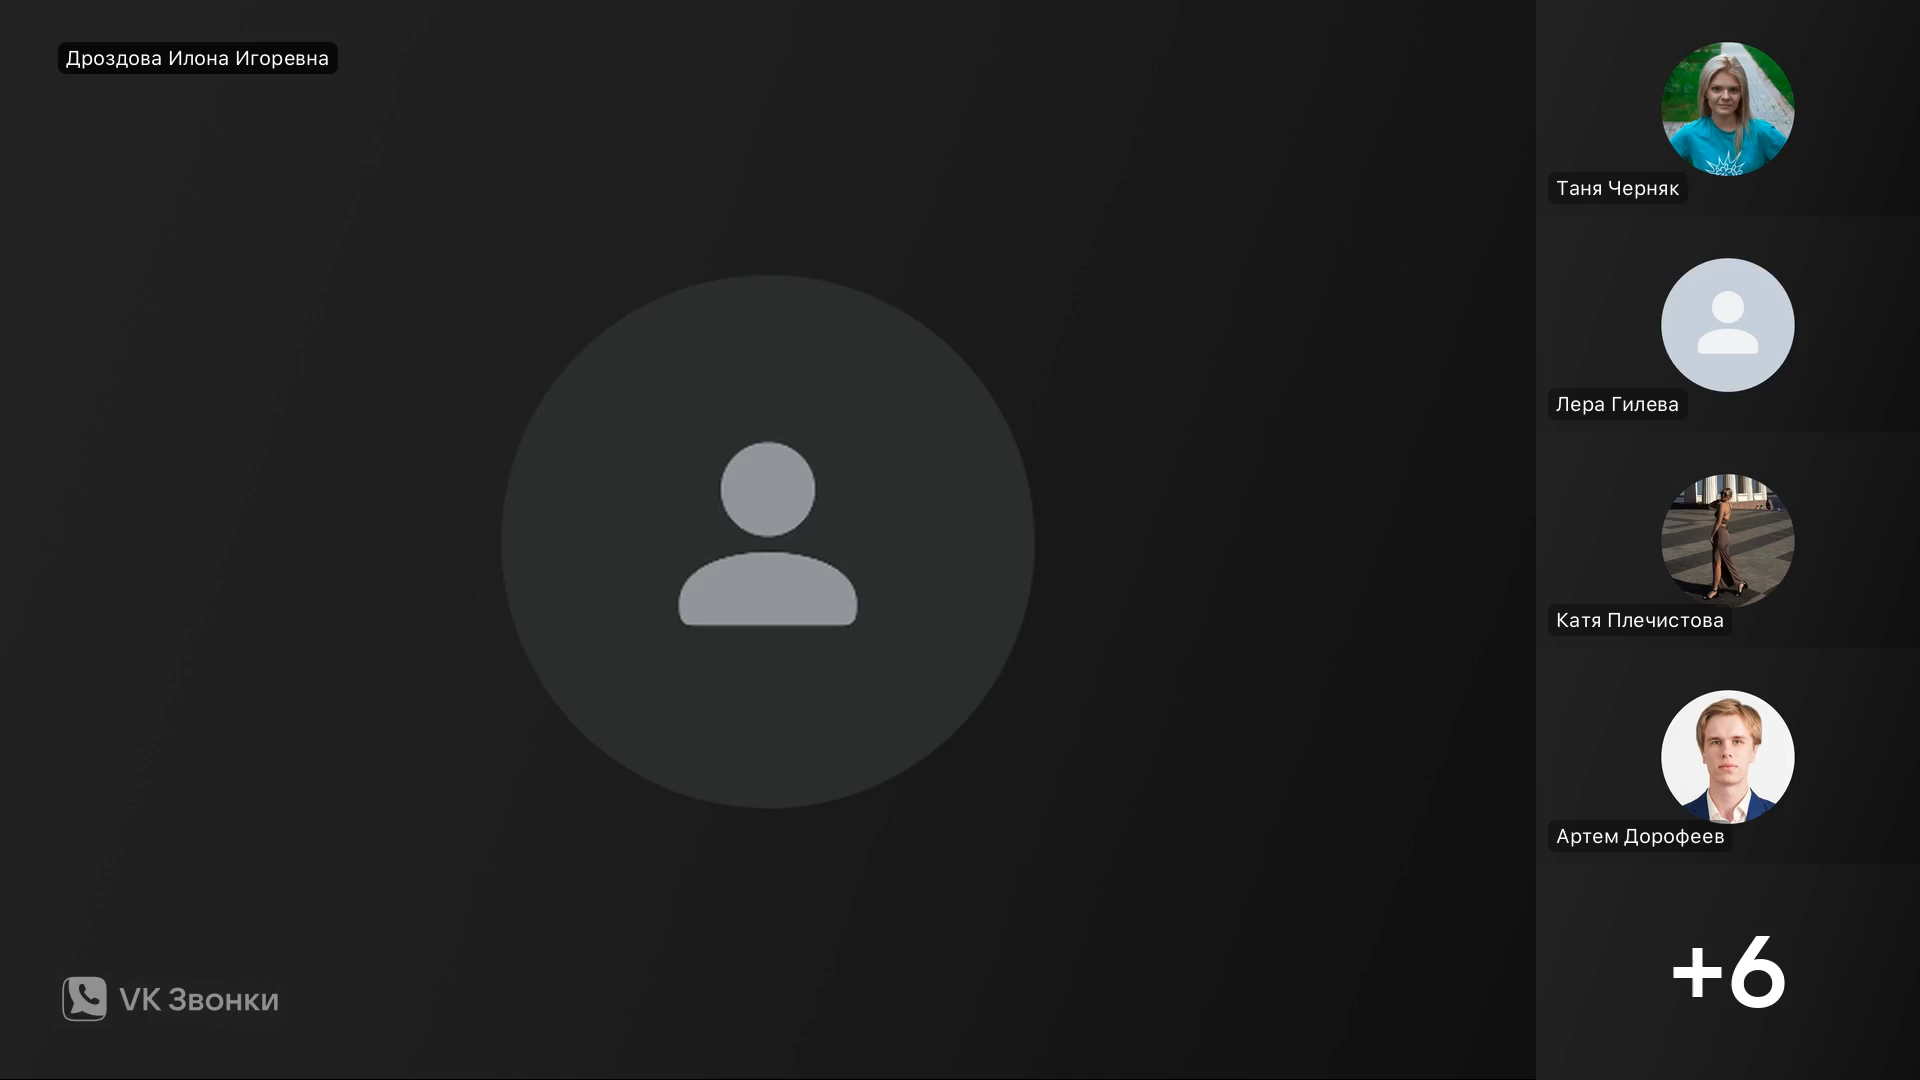 Дроздова Илона Игоревна
Таня Черняк
Лера Гилева
Катя Плечистова
Артем Дорофеев
+6
VK Звонки